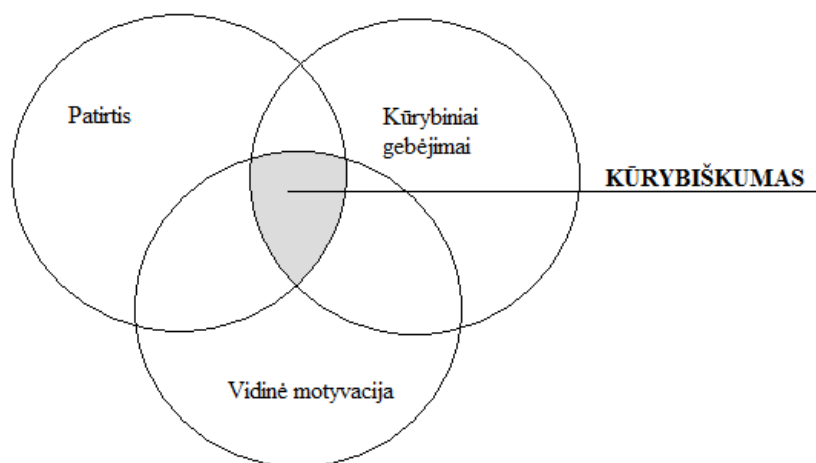 Patirtis
Kūrybiniai
gebėjimai
KŪRYBIŠKUMAS
Vidinė motyvacija